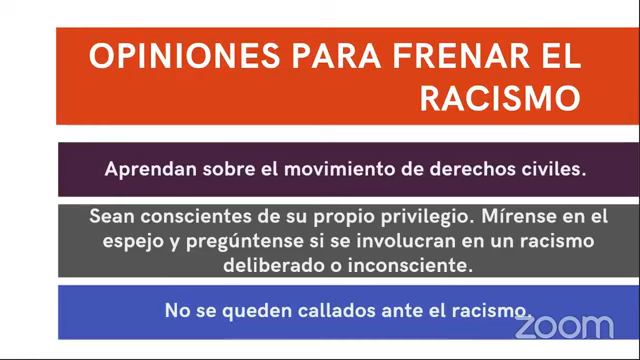 OPINIONES PARA FRENAR EL
RACISMO
Aprendan sobre el movimiento de derechos civiles.
Sean conscientes de su propio privilegio. Mírense en el
espejo y pregúntense si se involucran en un racismo
deliberado o inconsciente.
No se queden callados ante el racismo.
zoom